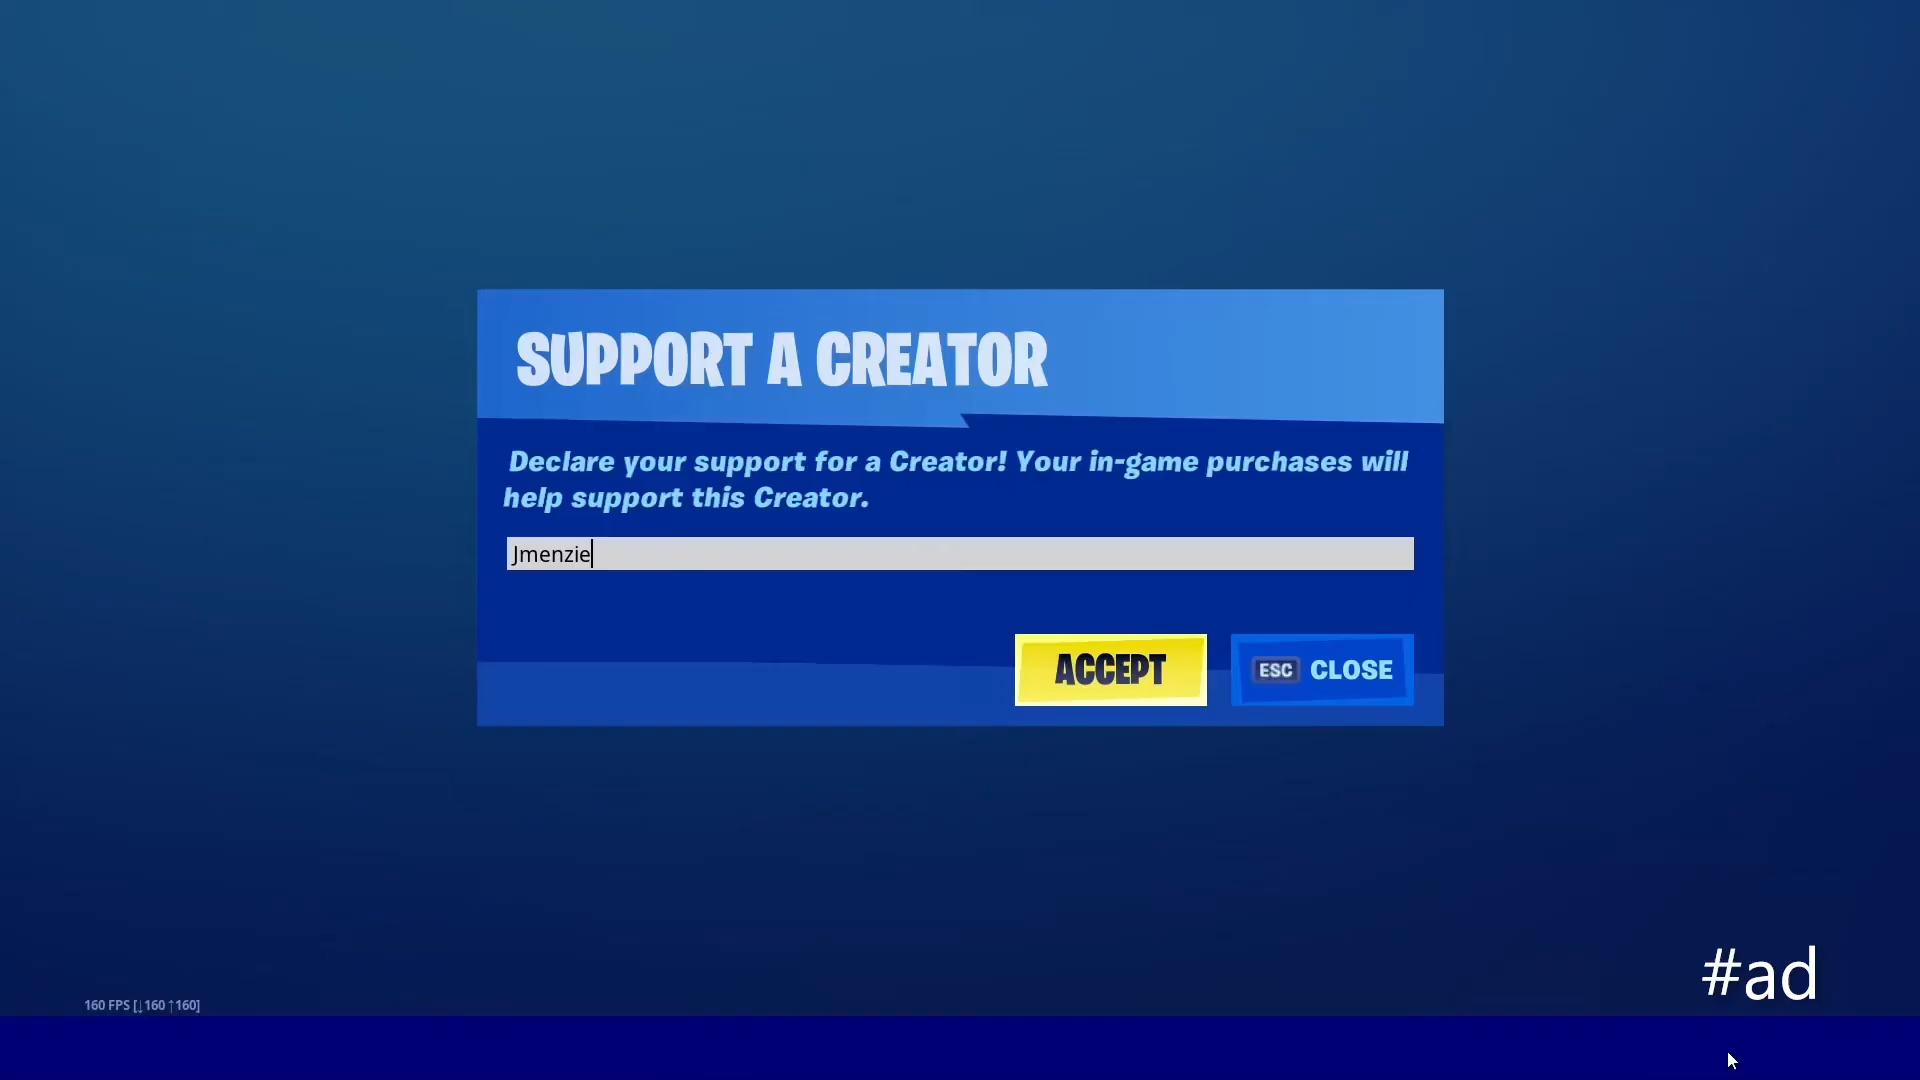 SUPPORT A CREATOR
Declare your support for a Creator! Your in-game purchases will
help support this Creator.
Jmenzie
ACCEPT
ESC CLOSE
#ad
160 FPS [↓160 ↑160]